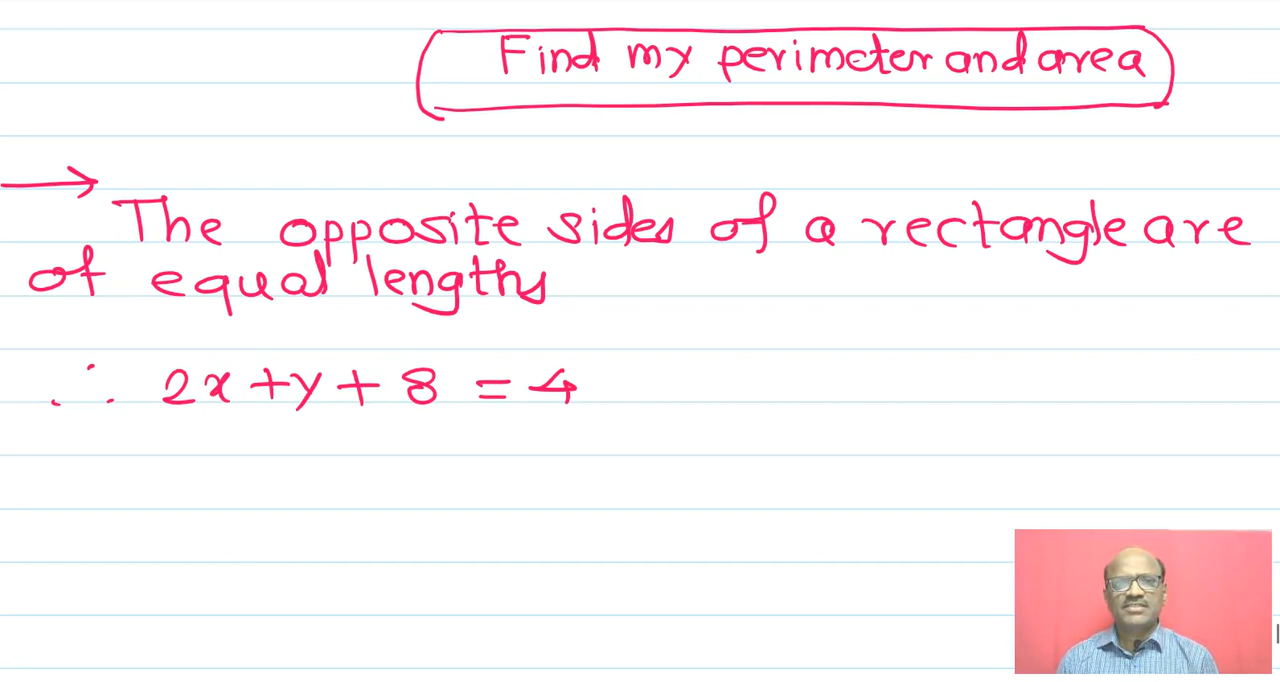 Find my perimeter and area
The opposite sides of a rectangle are
of equal lengths
∴ 2x + y + 8 = 4